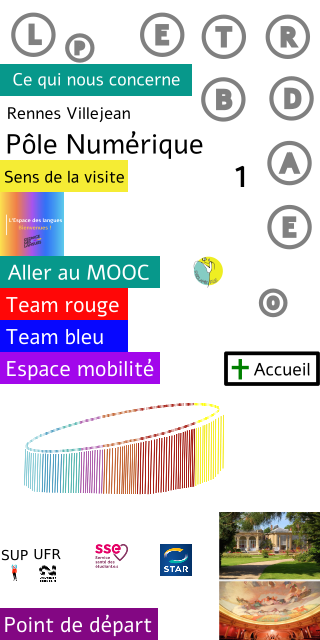 L P E T R
Ce qui nous concerne
B D
Rennes Villejean
Pôle Numérique
A
Sens de la visite
1
L'Espace des langues
Bienvenues !
E
Aller au MOOC
O
Team rouge
Team bleu
Espace mobilité
Accueil
SUP UFR
sse
Service
santé des
étudiant·e·s
STAR
Point de départ